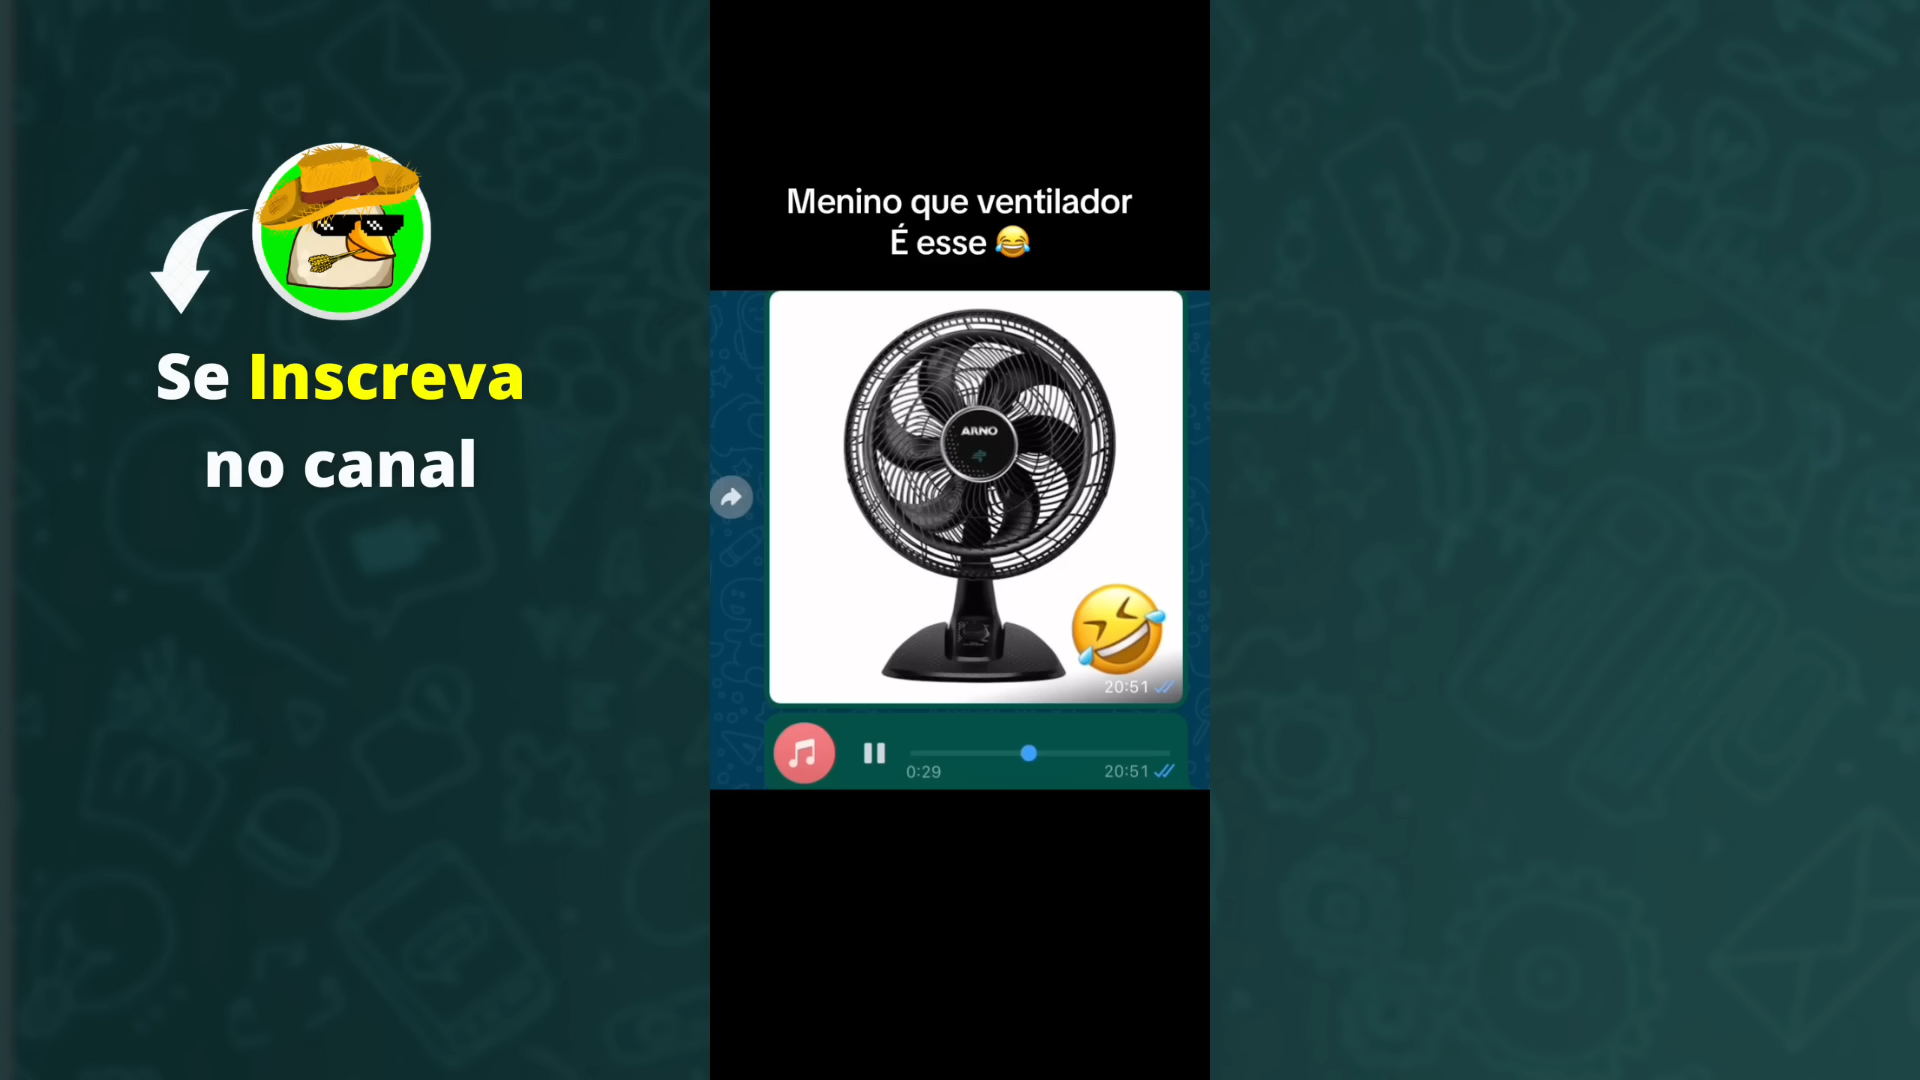 Se Inscreva
no canal
Menino que ventilador
É esse 😂
ARNO
20:51
0:29
20:51